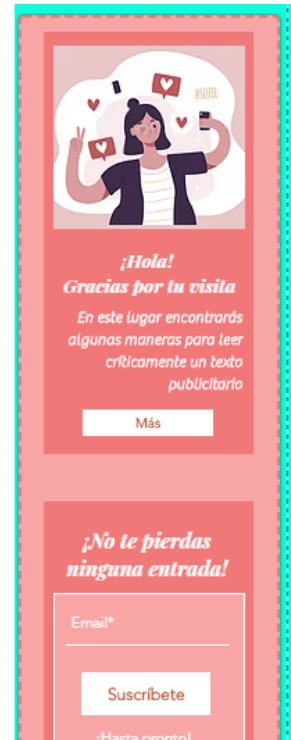 #SELFIE
¡Hola!
Gracias por tu visita
En este lugar encontrarás
algunas maneras para leer
críticamente un texto
publicitario
Más
¡No te pierdas
ninguna entrada!
Email*
Suscríbete
¡Hasta pronto!